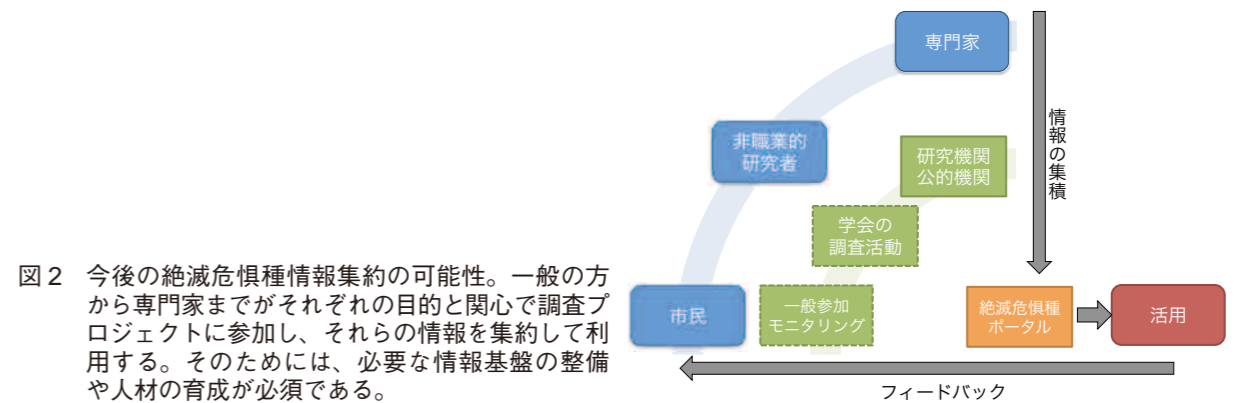 図2 今後の絶滅危惧種情報集約の可能性。一般の方
から専門家までがそれぞれの目的と関心で調査プ
ロジェクトに参加し、それらの情報を集約して利
用する。そのためには、必要な情報基盤の整備
や人材の育成が必須である。
専門家
非職業的
研究者
市民
研究機関
公的機関
学会の
調査活動
一般参加
モニタリング
情報の集積
絶滅危惧種
ポータル
活用
フィードバック